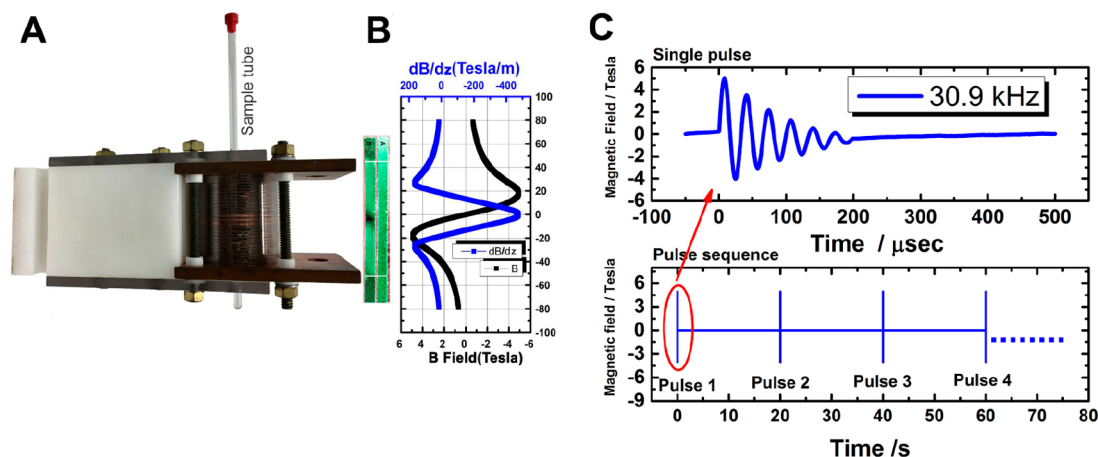 A
Sample tube
B
dB/dz(Tesla/m)
200 0 -200 -400
100
80
60
40
20
0
-20
-40
-60
-80
-100
A
dB/dz
B
6 4 2 0 -2 -4 -6
B Field(Tesla)
C
Single pulse
Magnetic Field / Tesla
6
4
2
0
-2
-4
-6
30.9 kHz
-100 0 100 200 300 400 500
Time / μsec
Pulse sequence
Magnetic field / Tesla
6
3
0
-3
-6
-9
Pulse 1 Pulse 2 Pulse 3 Pulse 4
0 10 20 30 40 50 60 70 80
Time /s